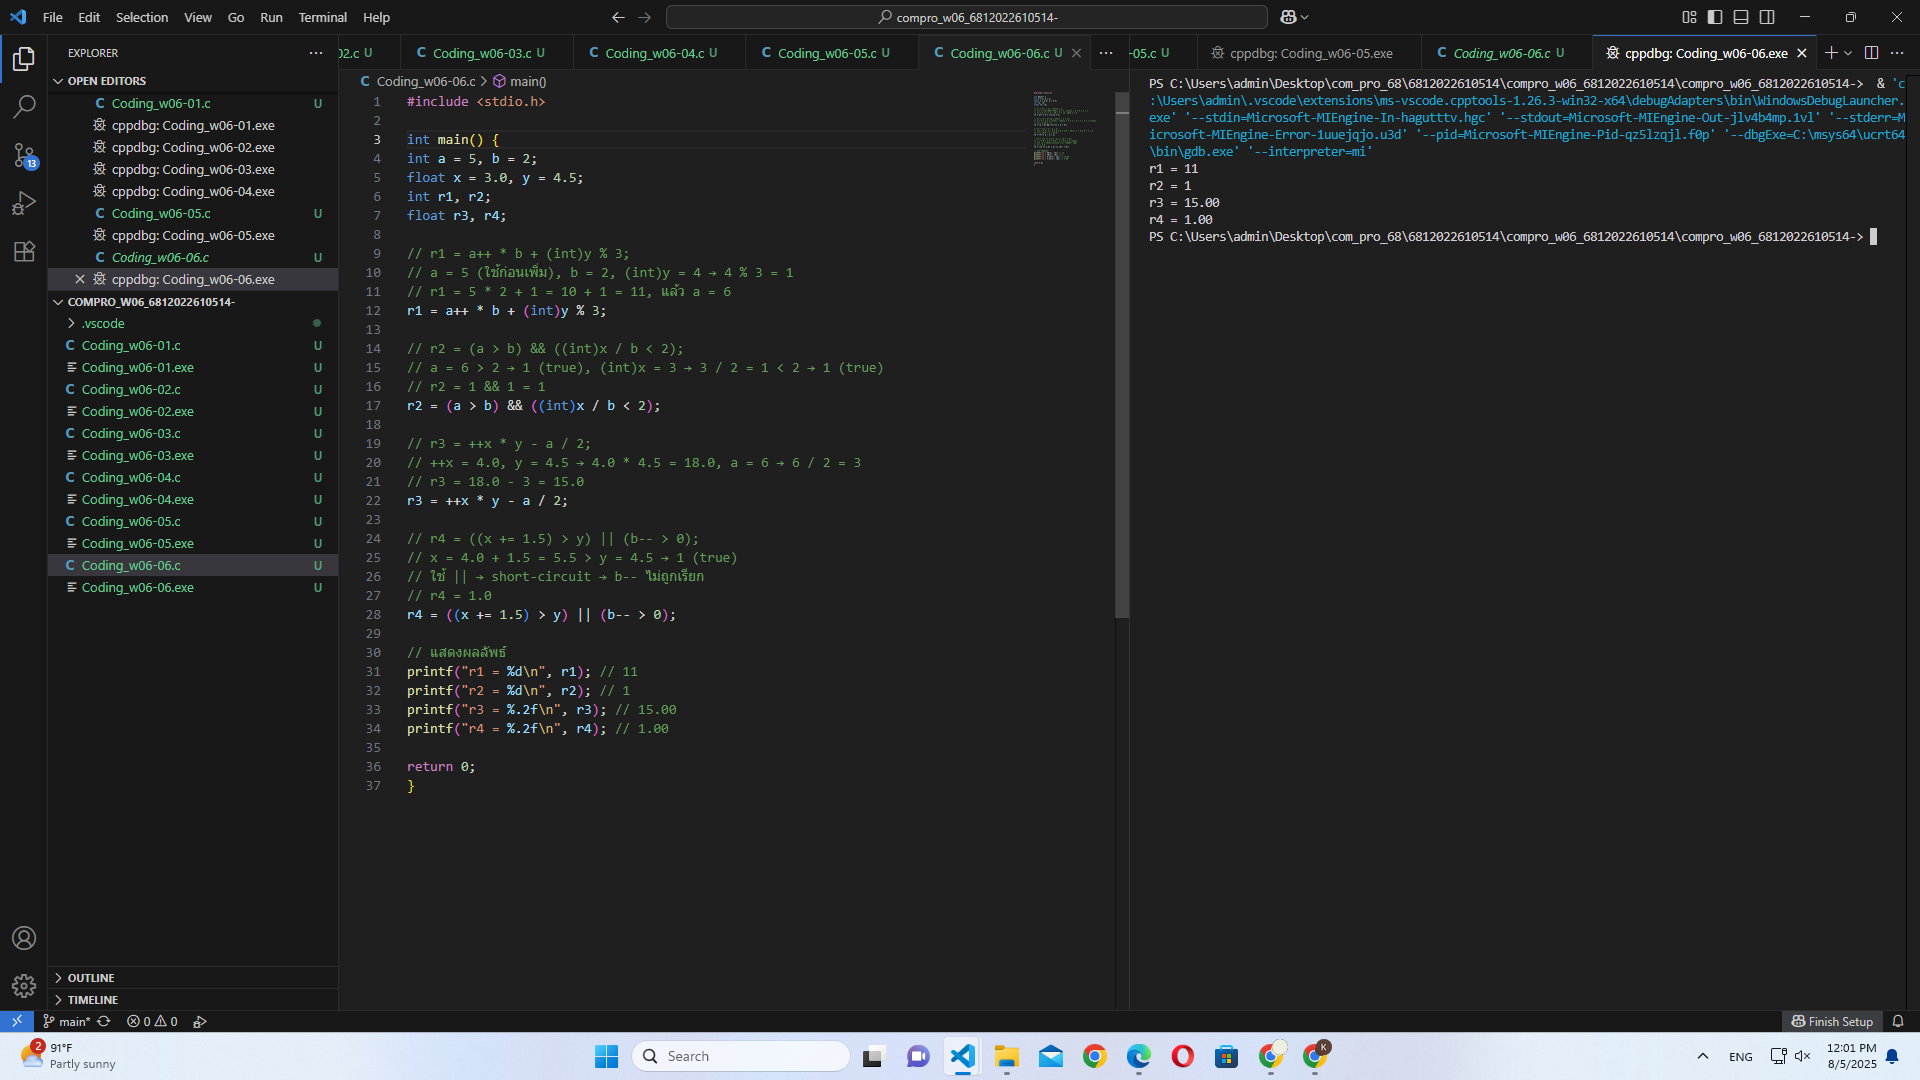 File Edit Selection View Go Run Terminal Help
compro_w06_6812022610514-
EXPLORER
OPEN EDITORS
Coding_w06-01.c U
cppdbg: Coding_w06-01.exe
cppdbg: Coding_w06-02.exe
cppdbg: Coding_w06-03.exe
cppdbg: Coding_w06-04.exe
Coding_w06-05.c U
cppdbg: Coding_w06-05.exe
Coding_w06-06.c U
cppdbg: Coding_w06-06.exe
COMPRO_W06_6812022610514-
.vscode
Coding_w06-01.c U
Coding_w06-01.exe U
Coding_w06-02.c U
Coding_w06-02.exe U
Coding_w06-03.c U
Coding_w06-03.exe U
Coding_w06-04.c U
Coding_w06-04.exe U
Coding_w06-05.c U
Coding_w06-05.exe U
Coding_w06-06.c U
Coding_w06-06.exe U
OUTLINE
TIMELINE
13
02.c U Coding_w06-03.c U Coding_w06-04.c U Coding_w06-05.c U Coding_w06-06.c U
Coding_w06-06.c > main()
1 #include <stdio.h>
2
3 int main() {
4 int a = 5, b = 2;
5 float x = 3.0, y = 4.5;
6 int r1, r2;
7 float r3, r4;
8
9 // r1 = a++ * b + (int)y % 3;
10 // a = 5 (ใช้ก่อนเพิ่ม), b = 2, (int)y = 4 → 4 % 3 = 1
11 // r1 = 5 * 2 + 1 = 10 + 1 = 11, แล้ว a = 6
12 r1 = a++ * b + (int)y % 3;
13
14 // r2 = (a > b) && ((int)x / b < 2);
15 // a = 6 > 2 → 1 (true), (int)x = 3 → 3 / 2 = 1 < 2 → 1 (true)
16 // r2 = 1 && 1 = 1
17 r2 = (a > b) && ((int)x / b < 2);
18
19 // r3 = ++x * y - a / 2;
20 // ++x = 4.0, y = 4.5 → 4.0 * 4.5 = 18.0, a = 6 → 6 / 2 = 3
21 // r3 = 18.0 - 3 = 15.0
22 r3 = ++x * y - a / 2;
23
24 // r4 = ((x += 1.5) > y) || (b-- > 0);
25 // x = 4.0 + 1.5 = 5.5 > y = 4.5 → 1 (true)
26 // ใช้ || → short-circuit → b-- ไม่ถูกเรียก
27 // r4 = 1.0
28 r4 = ((x += 1.5) > y) || (b-- > 0);
29
30 // แสดงผลลัพธ์
31 printf("r1 = %d\n", r1); // 11
32 printf("r2 = %d\n", r2); // 1
33 printf("r3 = %.2f\n", r3); // 15.00
34 printf("r4 = %.2f\n", r4); // 1.00
35
36 return 0;
37 }
-05.c U cppdbg: Coding_w06-05.exe Coding_w06-06.c U cppdbg: Coding_w06-06.exe
PS C:\Users\admin\Desktop\com_pro_68\6812022610514\compro_w06_6812022610514\compro_w06_6812022610514-> & 'c
:\Users\admin\.vscode\extensions\ms-vscode.cpptools-1.26.3-win32-x64\debugAdapters\bin\WindowsDebugLauncher.
exe' '--stdin=Microsoft-MIEngine-In-hagutttv.hgc' '--stdout=Microsoft-MIEngine-Out-jlv4b4mp.1vl' '--stderr=M
icrosoft-MIEngine-Error-1uuejqjo.u3d' '--pid=Microsoft-MIEngine-Pid-qz5lzqjl.f0p' '--dbgExe=C:\msys64\ucrt64
\bin\gdb.exe' '--interpreter=mi'
r1 = 11
r2 = 1
r3 = 15.00
r4 = 1.00
PS C:\Users\admin\Desktop\com_pro_68\6812022610514\compro_w06_6812022610514\compro_w06_6812022610514->
main* 0 0 Finish Setup
2 91°F
Partly sunny
Search
K
ENG
12:01 PM
8/5/2025